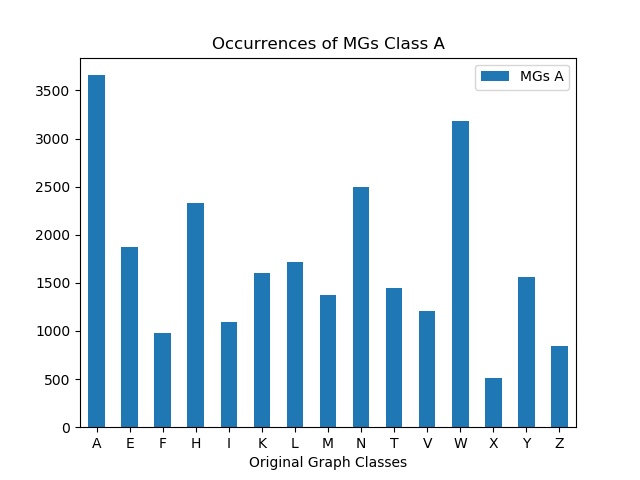 Occurrences of MGs Class A
MGs A
3500
3000
2500
2000
1500
1000
500
0
A E F H I K L M N T V W X Y Z
Original Graph Classes